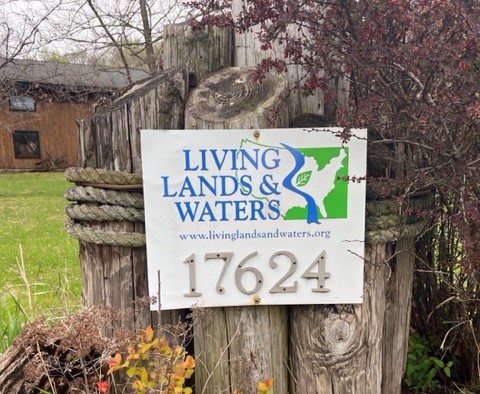 LIVING
LANDS &
WATERS
www.livinglandsandwaters.org
17624